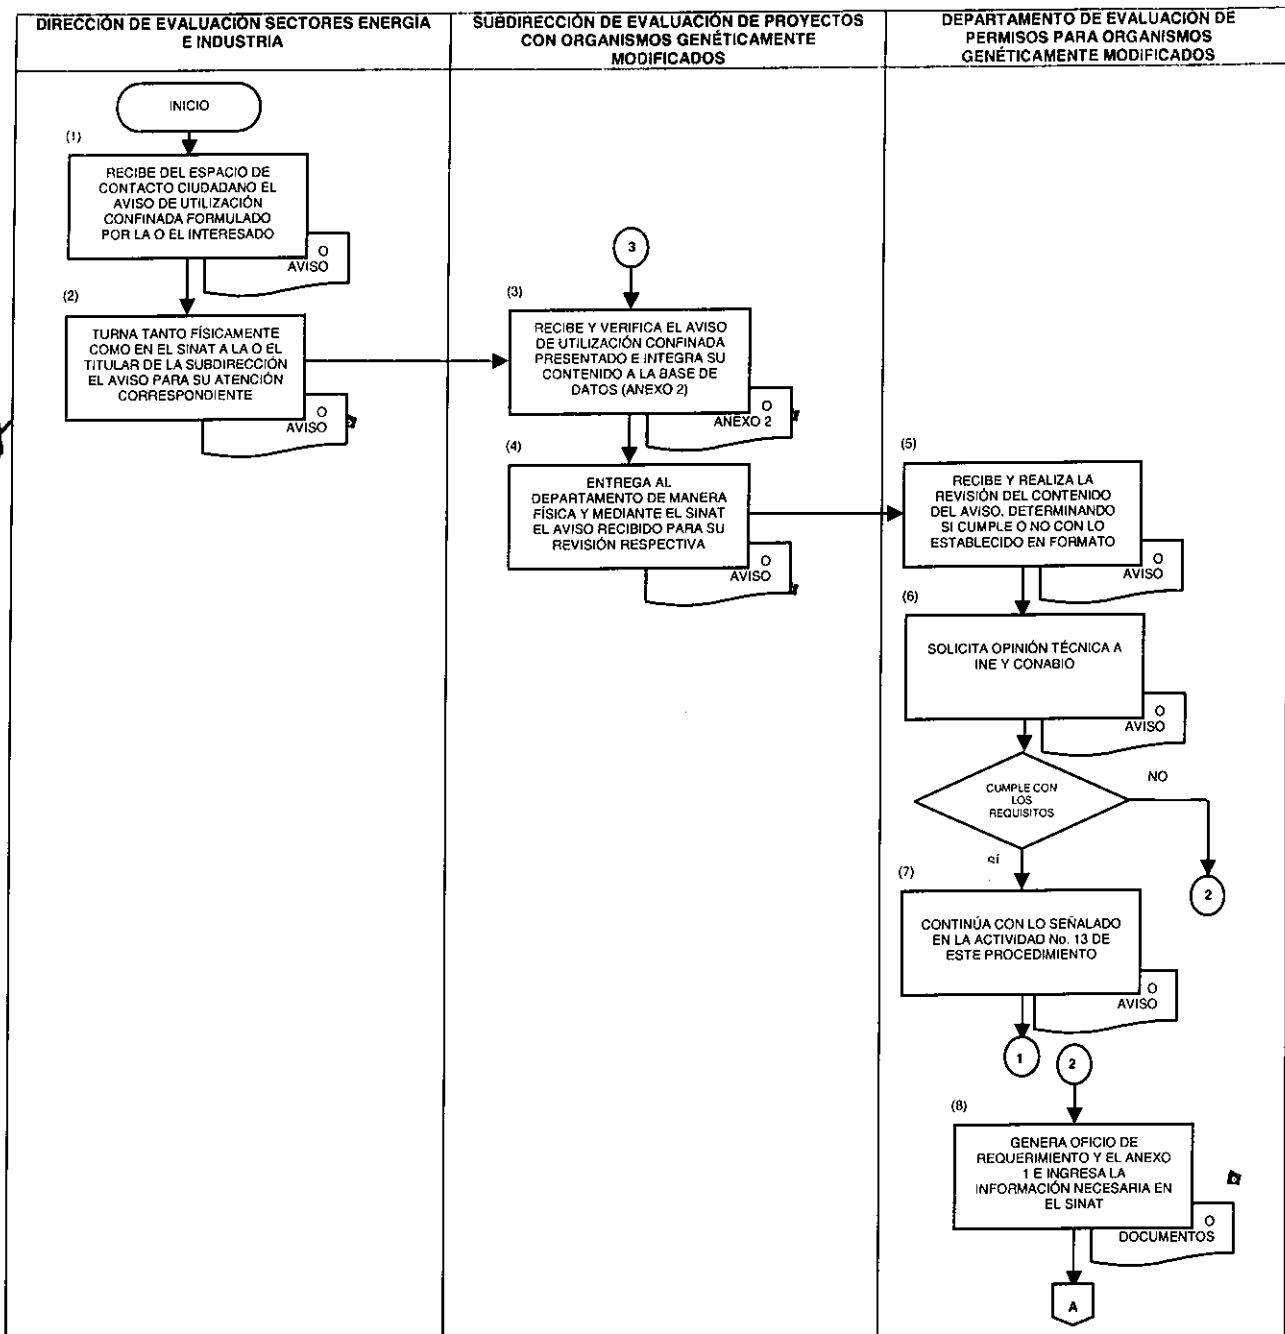 DIRECCIÓN DE EVALUACIÓN SECTORES ENERGÍA
E INDUSTRIA
SUBDIRECCIÓN DE EVALUACIÓN DE PROYECTOS
CON ORGANISMOS GENÉTICAMENTE
MODIFICADOS
DEPARTAMENTO DE EVALUACIÓN DE
PERMISOS PARA ORGANISMOS
GENÉTICAMENTE MODIFICADOS
INICIO
(1)
RECIBE DEL ESPACIO DE
CONTACTO CIUDADANO EL
AVISO DE UTILIZACIÓN
CONFINADA FORMULADO
POR LA O EL INTERESADO
O
AVISO
(2)
TURNA TANTO FÍSICAMENTE
COMO EN EL SINAT A LA O EL
TITULAR DE LA SUBDIRECCIÓN
EL AVISO PARA SU ATENCIÓN
CORRESPONDIENTE
O
AVISO
3
(3)
RECIBE Y VERIFICA EL AVISO
DE UTILIZACIÓN CONFINADA
PRESENTADO E INTEGRA SU
CONTENIDO A LA BASE DE
DATOS (ANEXO 2)
O
ANEXO 2
(4)
ENTREGA AL
DEPARTAMENTO DE MANERA
FÍSICA Y MEDIANTE EL SINAT
EL AVISO RECIBIDO PARA SU
REVISIÓN RESPECTIVA
O
AVISO
(5)
RECIBE Y REALIZA LA
REVISIÓN DEL CONTENIDO
DEL AVISO, DETERMINANDO
SI CUMPLE O NO CON LO
ESTABLECIDO EN FORMATO
O
AVISO
(6)
SOLICITA OPINIÓN TÉCNICA A
INE Y CONABIO
O
AVISO
CUMPLE CON
LOS
REQUISITOS
NO
2
SÍ
(7)
CONTINÚA CON LO SEÑALADO
EN LA ACTIVIDAD No. 13 DE
ESTE PROCEDIMIENTO
O
AVISO
1
2
(8)
GENERA OFICIO DE
REQUERIMIENTO Y EL ANEXO
1 E INGRESA LA
INFORMACIÓN NECESARIA EN
EL SINAT
O
DOCUMENTOS
A